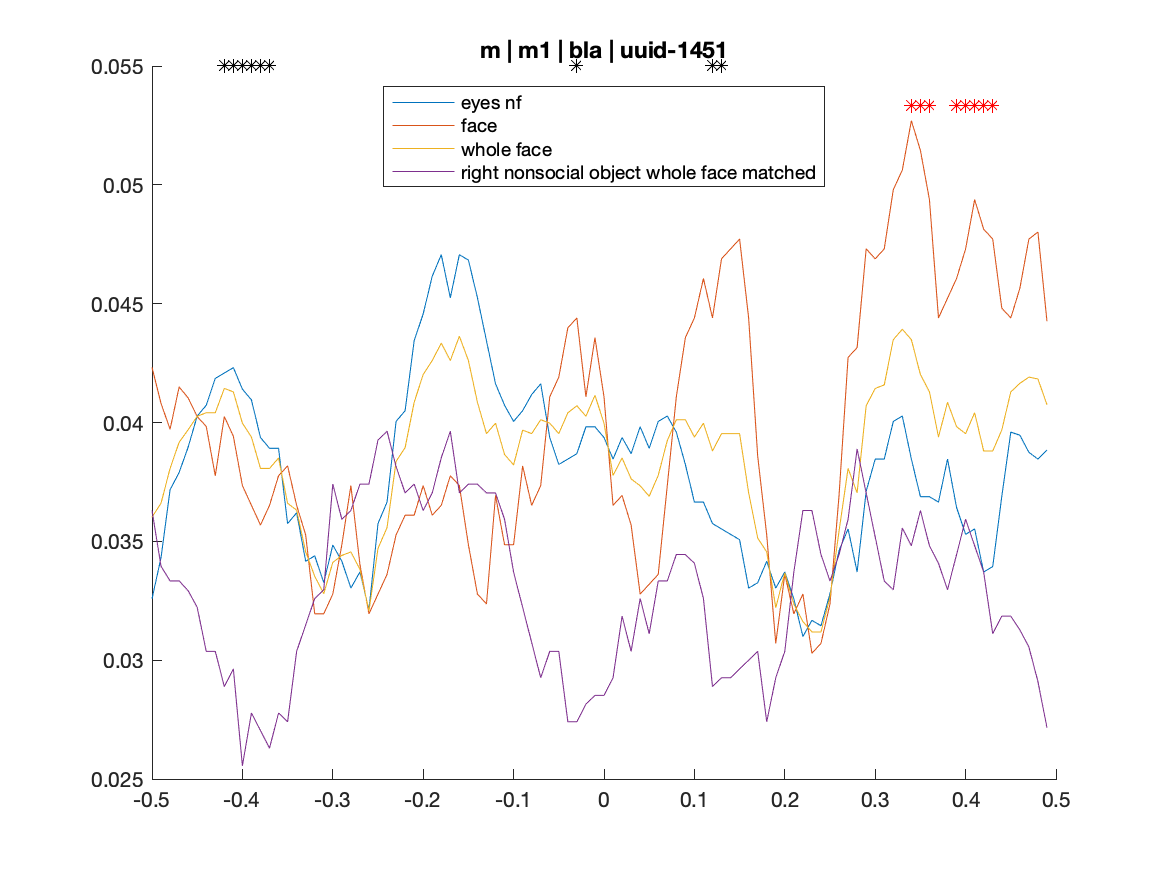 m | m1 | bla | uuid-1451
0.055
0.05
0.045
0.04
0.035
0.03
0.025
eyes nf
face
whole face
right nonsocial object whole face matched
-0.5 -0.4 -0.3 -0.2 -0.1 0 0.1 0.2 0.3 0.4 0.5